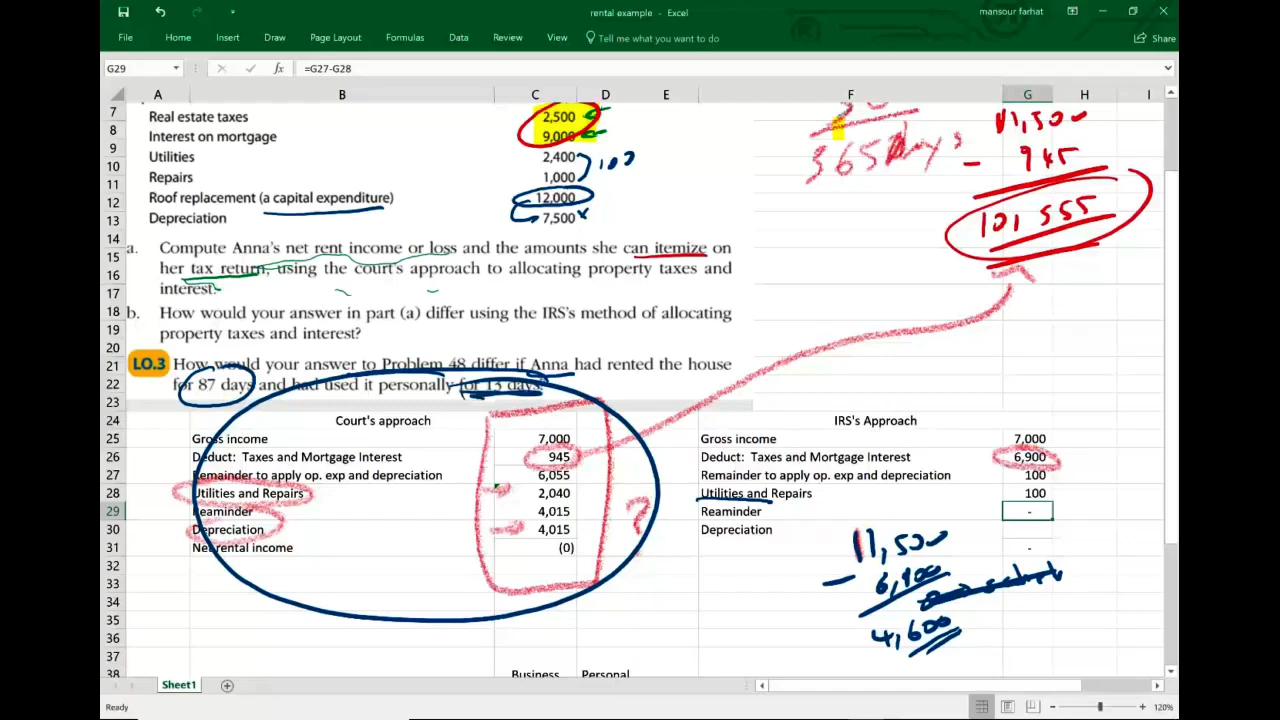 rental example - Excel
mansour farhat
File Home Insert Draw Page Layout Formulas Data Review View Tell me what you want to do Share
G29 fx =G27-G28
A B C D E F G H I
7 Real estate taxes 2,500
8 Interest on mortgage 9,000
9
10 Utilities 2,400
11 Repairs 1,000
12 Roof replacement (a capital expenditure) 12,000
13 Depreciation 7,500
100
365 days
11,500
- 945
101,555
14
a. Compute Anna's net rent income or loss and the amounts she can itemize on
15
her tax return, using the court's approach to allocating property taxes and
16
interest.
17
b. How would your answer in part (a) differ using the IRS's method of allocating
18
19
property taxes and interest?
20
21 LO.3 How would your answer to Problem 48 differ if Anna had rented the house
22 for 87 days and had used it personally for 13 days?
23
24 Court's approach IRS's Approach
25 Gross income 7,000 Gross income 7,000
26 Deduct: Taxes and Mortgage Interest 945 Deduct: Taxes and Mortgage Interest 6,900
27 Remainder to apply op. exp and depreciation 6,055 Remainder to apply op. exp and depreciation 100
28 Utilities and Repairs 2,040 Utilities and Repairs 100
29 Reaminder 4,015 Reaminder -
30 Depreciation 4,015 Depreciation
31 Net rental income (0) -
?
32
33
34
35
36
37
38 Business Personal
11,500
- 6,900
4,600
Sheet1
Ready 120%